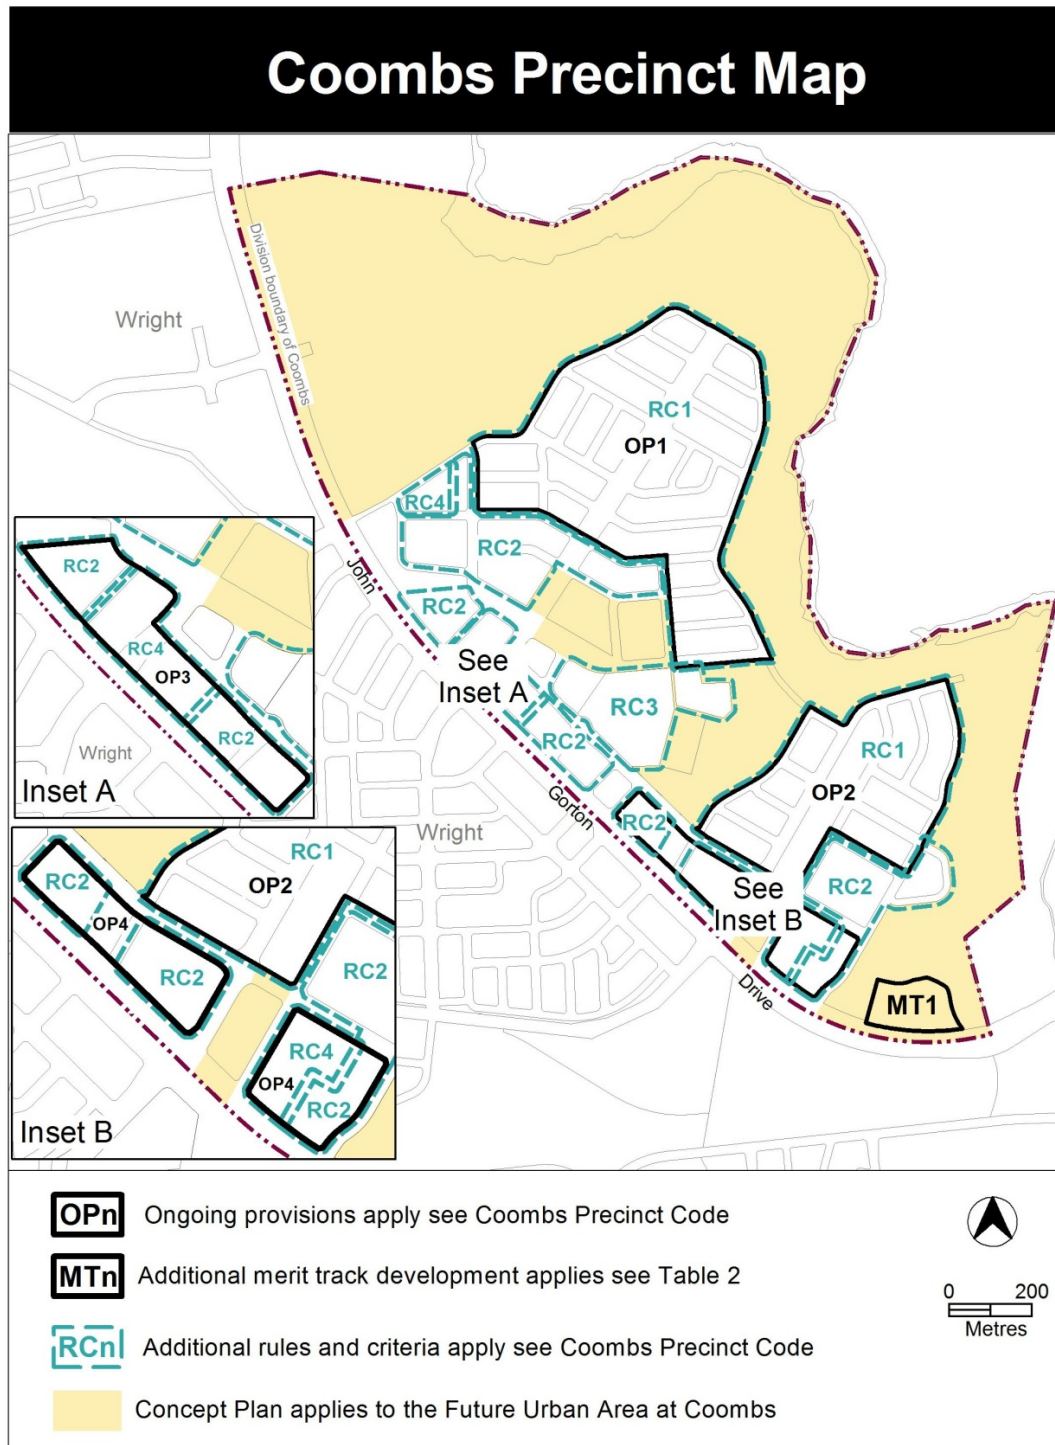 Coombs Precinct Map
Division boundary of Coombs
Wright
RC1
OP1
RC4
RC2
John
RC2
See
Inset A
RC3
RC2
Gorton
RC2
RC1
OP2
Wright
See
Inset B
RC2
Drive
MT1
RC2
RC4
OP3
RC2
Wright
Inset A
RC1
OP2
RC2
OP4
RC2
RC2
RC4
OP4
RC2
Inset B
OPn Ongoing provisions apply see Coombs Precinct Code
MTn Additional merit track development applies see Table 2
RCn Additional rules and criteria apply see Coombs Precinct Code
Concept Plan applies to the Future Urban Area at Coombs
0 200
Metres